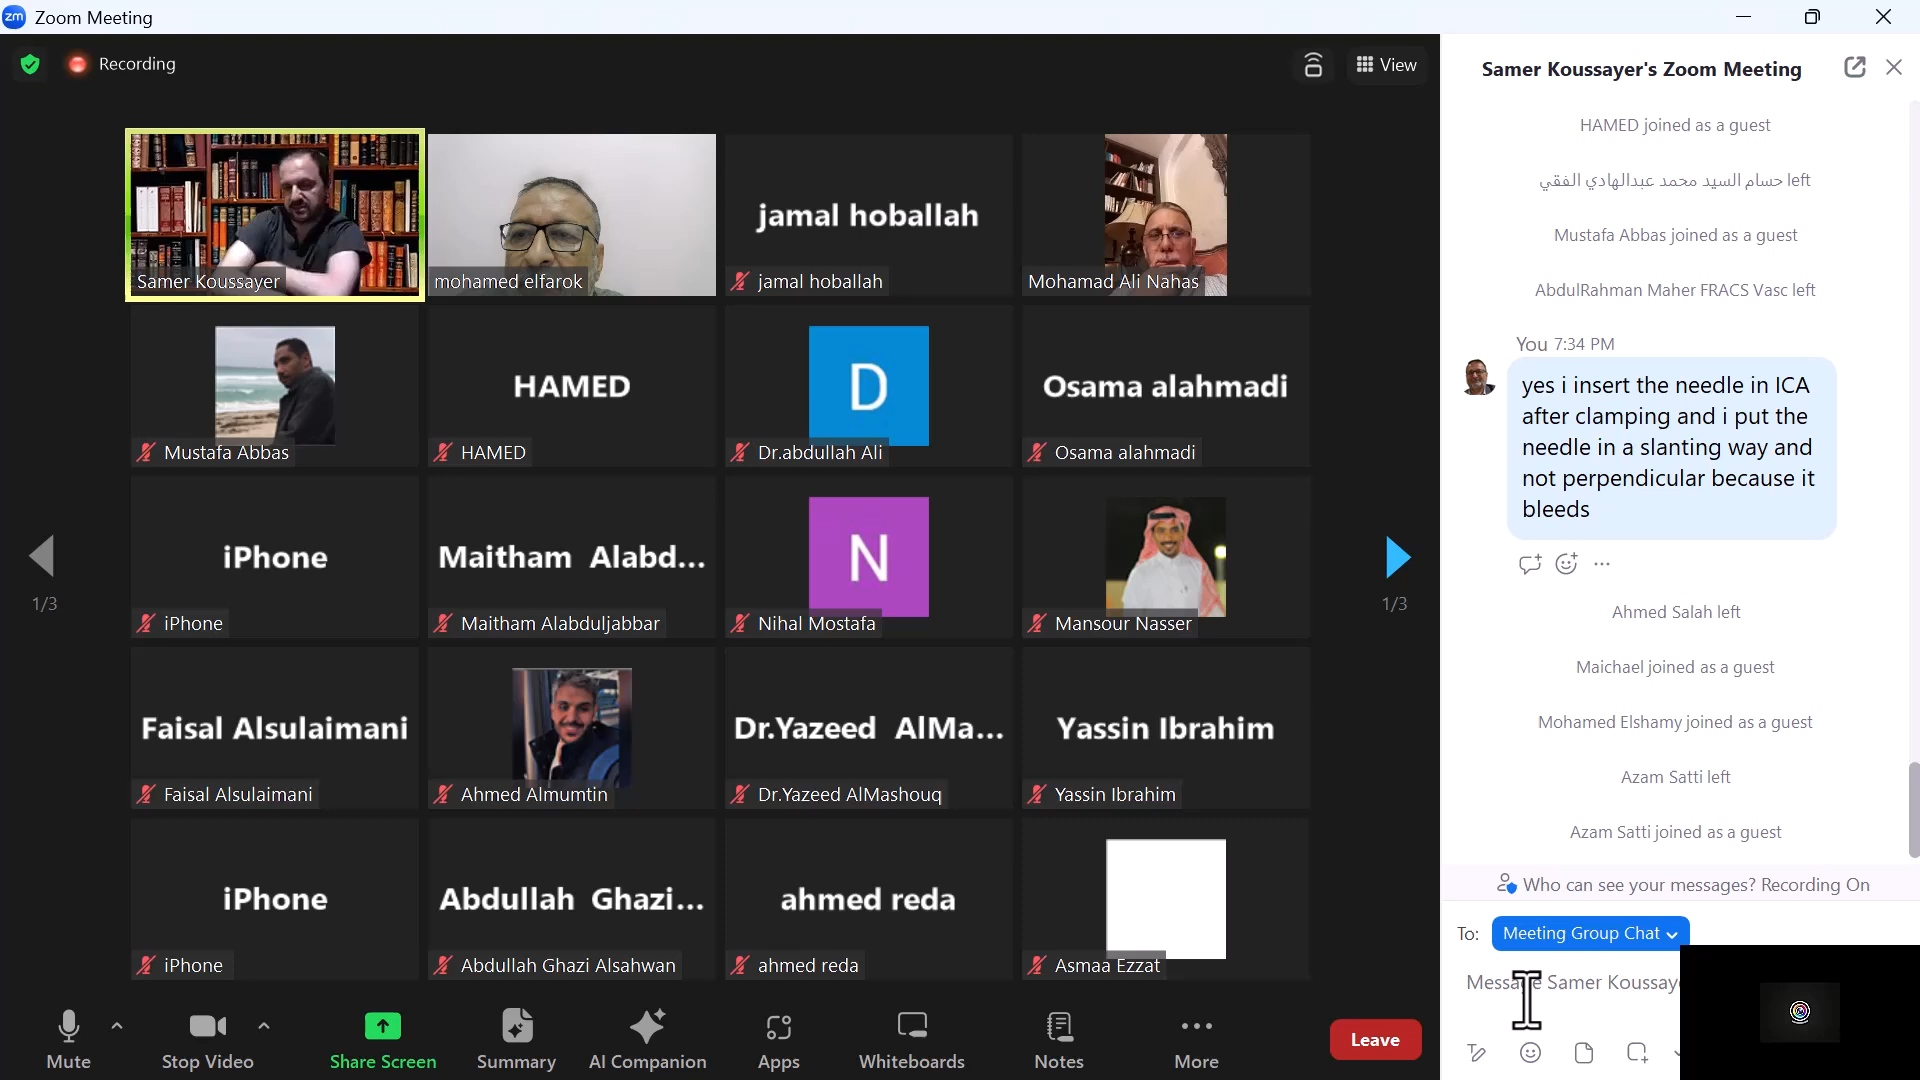 zm Zoom Meeting
Recording
View
Samer Koussayer
mohamed elfarok
jamal hoballah
jamal hoballah
Mohamad Ali Nahas
Mustafa Abbas
HAMED
HAMED
D
Dr.abdullah Ali
Osama alahmadi
Osama alahmadi
iPhone
iPhone
Maitham Alabd...
Maitham Alabduljabbar
N
Nihal Mostafa
Mansour Nasser
1/3
1/3
Faisal Alsulaimani
Faisal Alsulaimani
Ahmed Almumtin
Dr.Yazeed AlMa...
Dr.Yazeed AlMashouq
Yassin Ibrahim
Yassin Ibrahim
iPhone
iPhone
Abdullah Ghazi...
Abdullah Ghazi Alsahwan
ahmed reda
ahmed reda
Asmaa Ezzat
Mute
Stop Video
Share Screen
Summary
AI Companion
Apps
Whiteboards
Notes
More
Leave
Samer Koussayer's Zoom Meeting
HAMED joined as a guest
حسام السيد محمد عبدالهادي الفقي left
Mustafa Abbas joined as a guest
AbdulRahman Maher FRACS Vasc left
You 7:34 PM
yes i insert the needle in ICA
after clamping and i put the
needle in a slanting way and
not perpendicular because it
bleeds
Ahmed Salah left
Maichael joined as a guest
Mohamed Elshamy joined as a guest
Azam Satti left
Azam Satti joined as a guest
Who can see your messages? Recording On
To: Meeting Group Chat
Message Samer Koussay